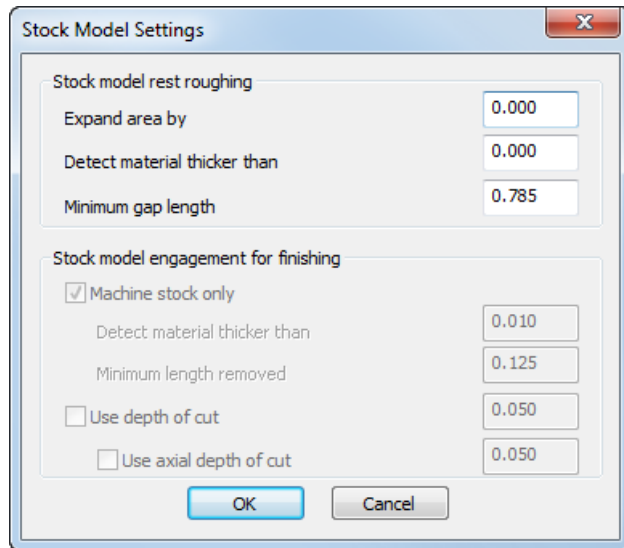 Stock Model Settings
Stock model rest roughing
Expand area by 0.000
Detect material thicker than 0.000
Minimum gap length 0.785
Stock model engagement for finishing
Machine stock only
Detect material thicker than 0.010
Minimum length removed 0.125
Use depth of cut 0.050
Use axial depth of cut 0.050
OK Cancel